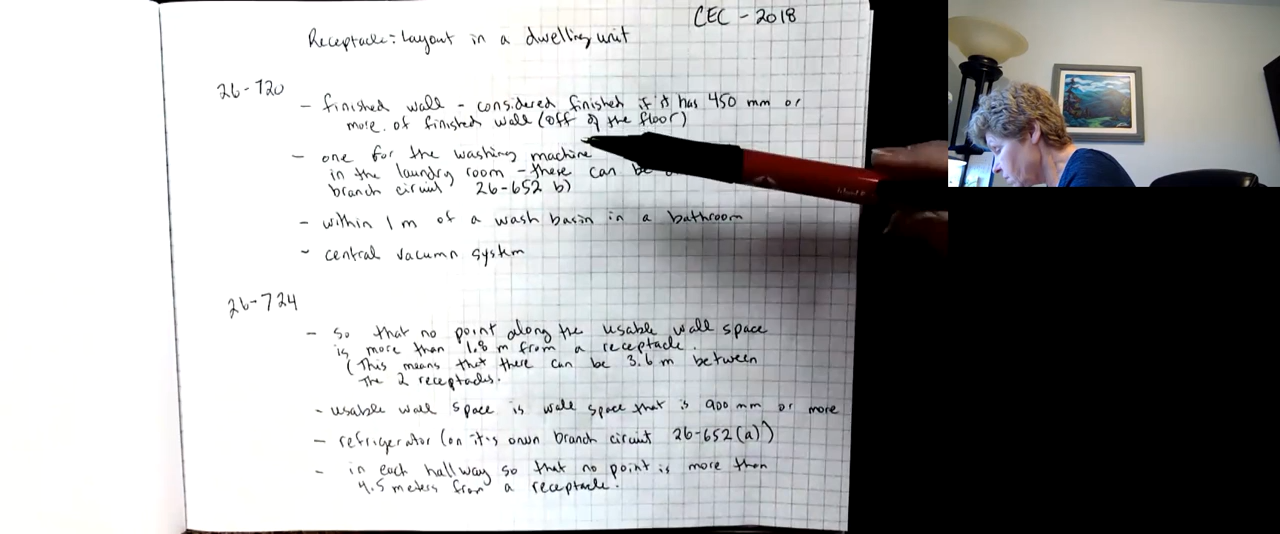 CEC - 2018
Receptacle: Layout in a dwelling unit
26-720
- finished wall - considered finished if it has 450 mm or
more of finished wall (off of the floor)
- one for the washing machine
in the laundry room - these can be
branch circuit 26-652 b)
- within 1 m of a wash basin in a bathroom
- central vacumn system
26-724
- so that no point along the usable wall space
is more than 1.8 m from a receptacle.
(This means that there can be 3.6 m between
the 2 receptacles.
- usable wall space is wall space that is 900 mm or more
- refrigerator (on it's own branch circuit 26-652(a))
- in each hallway so that no point is more than
4.5 meters from a receptacle.